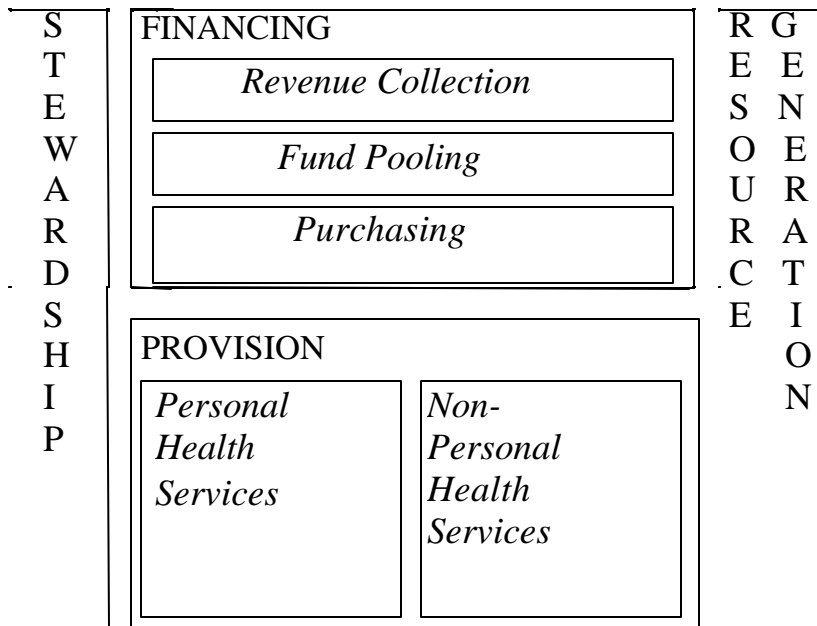 STEWARDSHIP
FINANCING
Revenue Collection
Fund Pooling
Purchasing
PROVISION
Personal
Health
Services
Non-
Personal
Health
Services
RESOURCE
GENERATION